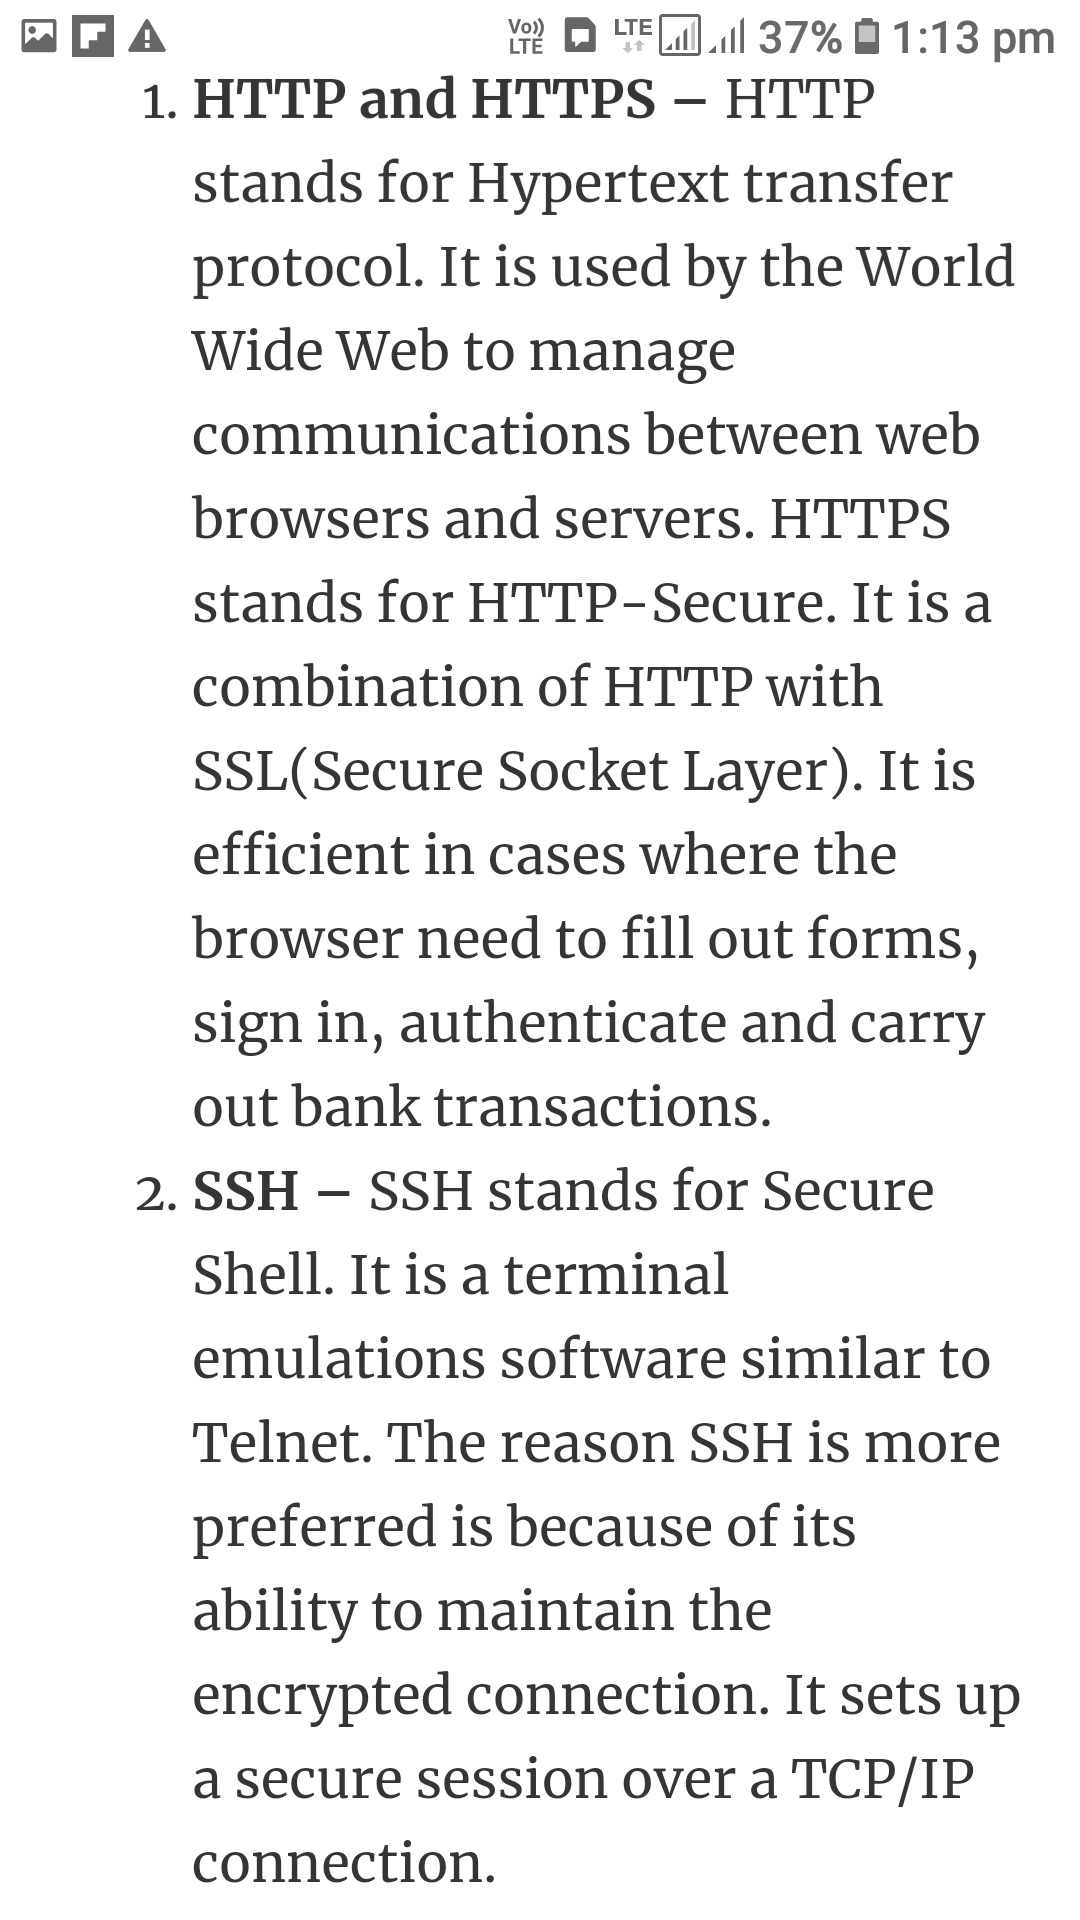 Vo)) LTE LTE 37% 1:13 pm
1. HTTP and HTTPS – HTTP
stands for Hypertext transfer
protocol. It is used by the World
Wide Web to manage
communications between web
browsers and servers. HTTPS
stands for HTTP-Secure. It is a
combination of HTTP with
SSL(Secure Socket Layer). It is
efficient in cases where the
browser need to fill out forms,
sign in, authenticate and carry
out bank transactions.
2. SSH – SSH stands for Secure
Shell. It is a terminal
emulations software similar to
Telnet. The reason SSH is more
preferred is because of its
ability to maintain the
encrypted connection. It sets up
a secure session over a TCP/IP
connection.